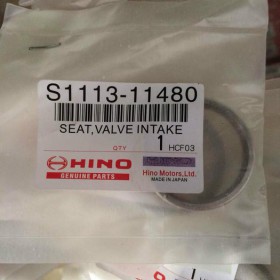 S1113-11480
SEAT,VALVE INTAKE
QTY 1 HCF03
HINO
GENUINE PARTS
Hino Motors,Ltd.
MADE IN JAPAN